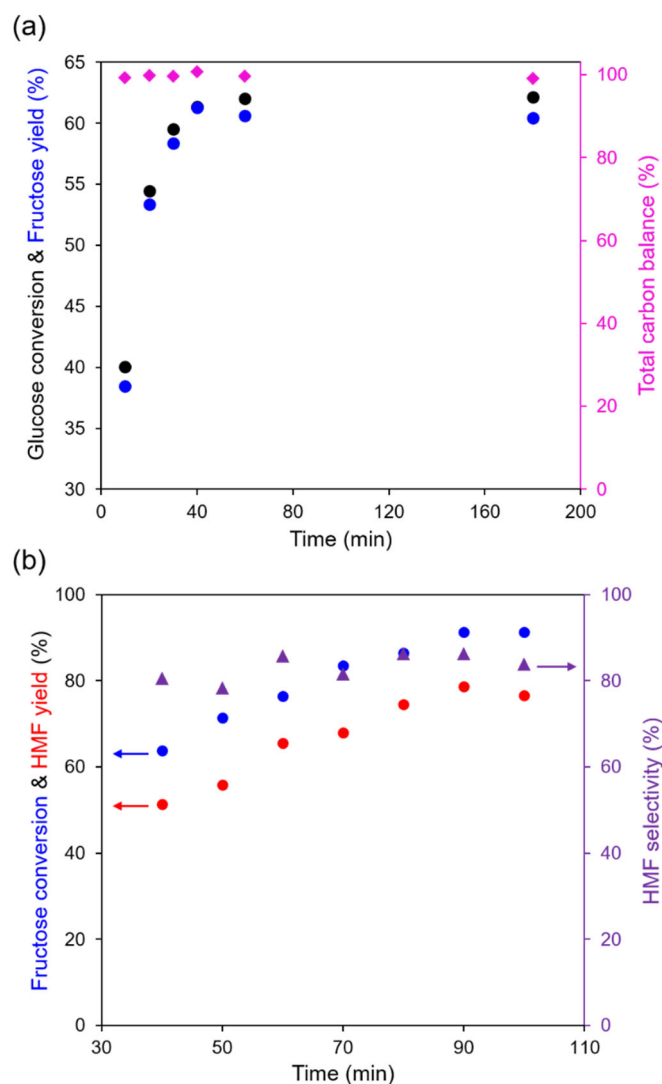 (a)
Glucose conversion & Fructose yield (%)
65
60
55
50
45
40
35
30
100
80
60
40
20
0
Total carbon balance (%)
0 40 80 120 160 200
Time (min)
(b)
Fructose conversion & HMF yield (%)
100
80
60
40
20
0
100
80
60
40
20
0
HMF selectivity (%)
30 50 70 90 110
Time (min)